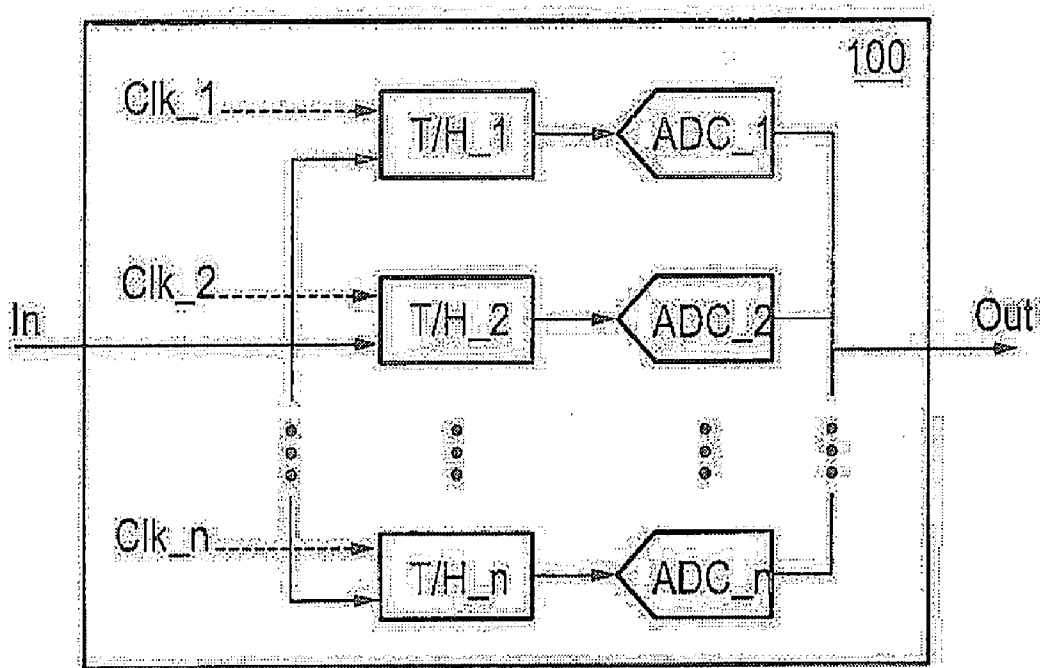 100
Clk_1
T/H_1
ADC_1
Clk_2
T/H_2
ADC_2
In
Out
Clk_n
T/H_n
ADC_n